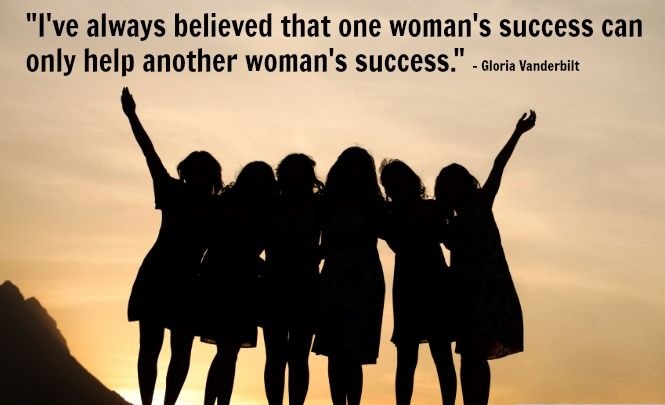 "I've always believed that one woman's success can
only help another woman's success." - Gloria Vanderbilt